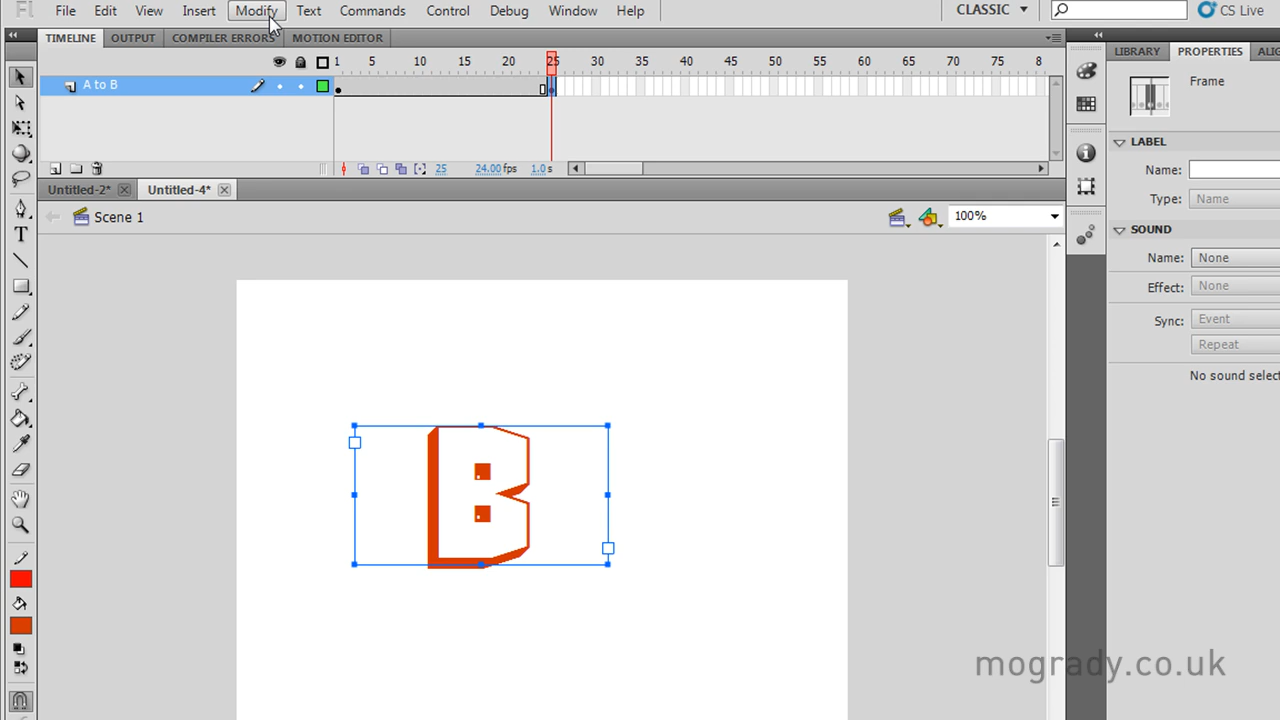 Fl File Edit View Insert Modify Text Commands Control Debug Window Help CLASSIC CS Live
TIMELINE OUTPUT COMPILER ERRORS MOTION EDITOR LIBRARY PROPERTIES
1 5 10 15 20 25 30 35 40 45 50 55 60 65 70 75 8
A to B
Frame
LABEL
Name:
Type: Name
25 24.00 fps 1.0 s
Untitled-2* Untitled-4*
Scene 1 100%
SOUND
Name: None
Effect: None
Sync: Event
Repeat
No sound select
B
T
mogrady.co.uk